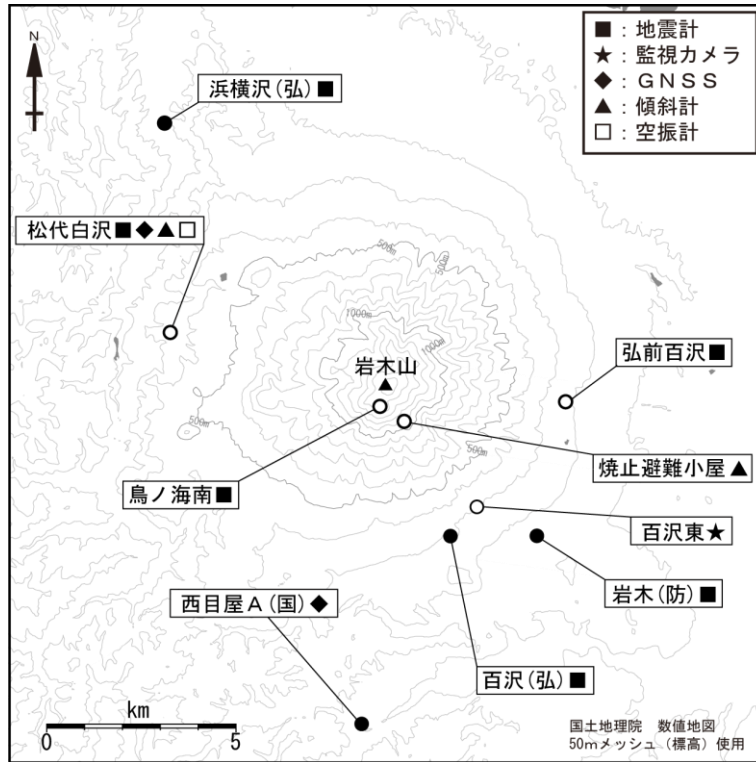 N
■：地震計
★：監視カメラ
◆：ＧＮＳＳ
▲：傾斜計
□：空振計
浜横沢(弘)■
松代白沢■◆▲□
500m
500m
1000m
1000m
岩木山
▲
弘前百沢■
500m
焼止避難小屋▲
鳥ノ海南■
百沢東★
岩木(防)■
西目屋Ａ(国)◆
百沢(弘)■
km
0 5
国土地理院　数値地図
50mメッシュ（標高）使用